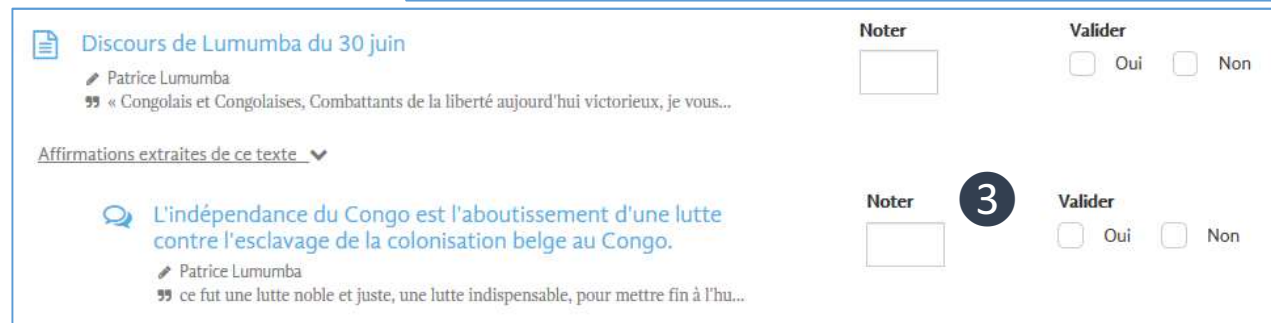 Discours de Lumumba du 30 juin
Noter
Valider
Oui Non
Patrice Lumumba
« Congolais et Congolaises, Combattants de la liberté aujourd'hui victorieux, je vous...
Affirmations extraites de ce texte
L'indépendance du Congo est l'aboutissement d'une lutte
contre l'esclavage de la colonisation belge au Congo.
Noter
3
Valider
Oui Non
Patrice Lumumba
ce fut une lutte noble et juste, une lutte indispensable, pour mettre fin à l'hu...